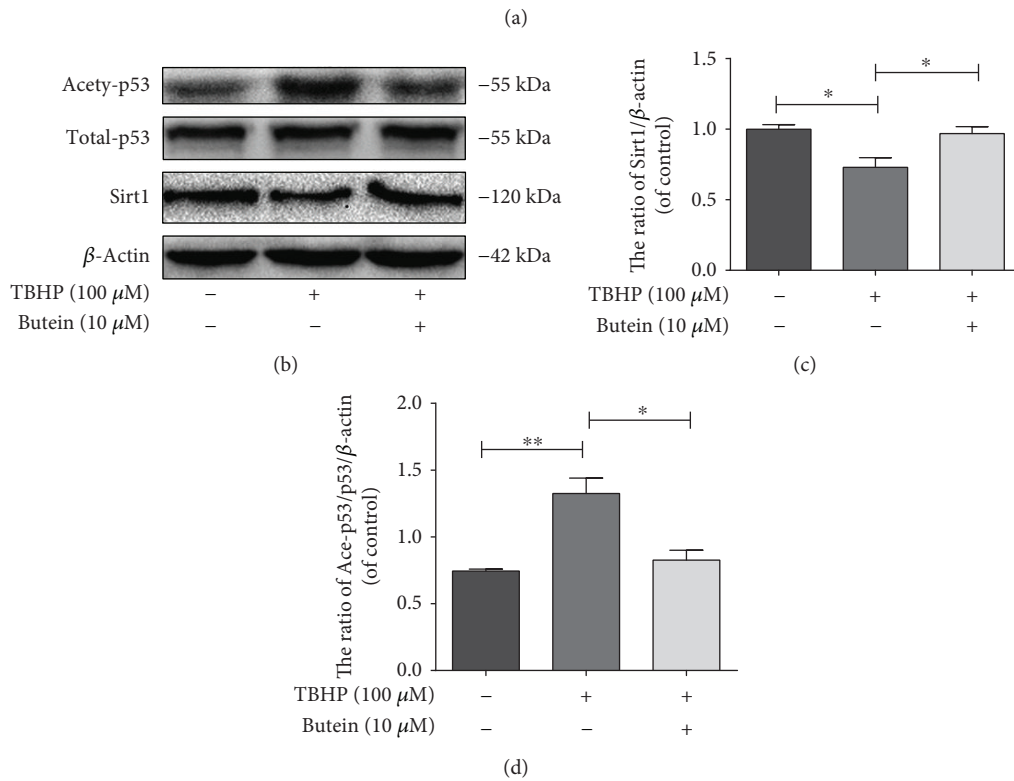 (a)
Acety-p53
−55 kDa
Total-p53
−55 kDa
Sirt1
−120 kDa
β-Actin
−42 kDa
TBHP (100 μM) − + +
Butein (10 μM) − − +
(b)
The ratio of Sirt1/β-actin
(of control)
1.5
1.0
0.5
0.0
*
*
TBHP (100 μM) − + +
Butein (10 μM) − − +
(c)
The ratio of Ace-p53/p53/β-actin
(of control)
2.0
1.5
1.0
0.5
0.0
**
*
TBHP (100 μM) − + +
Butein (10 μM) − − +
(d)